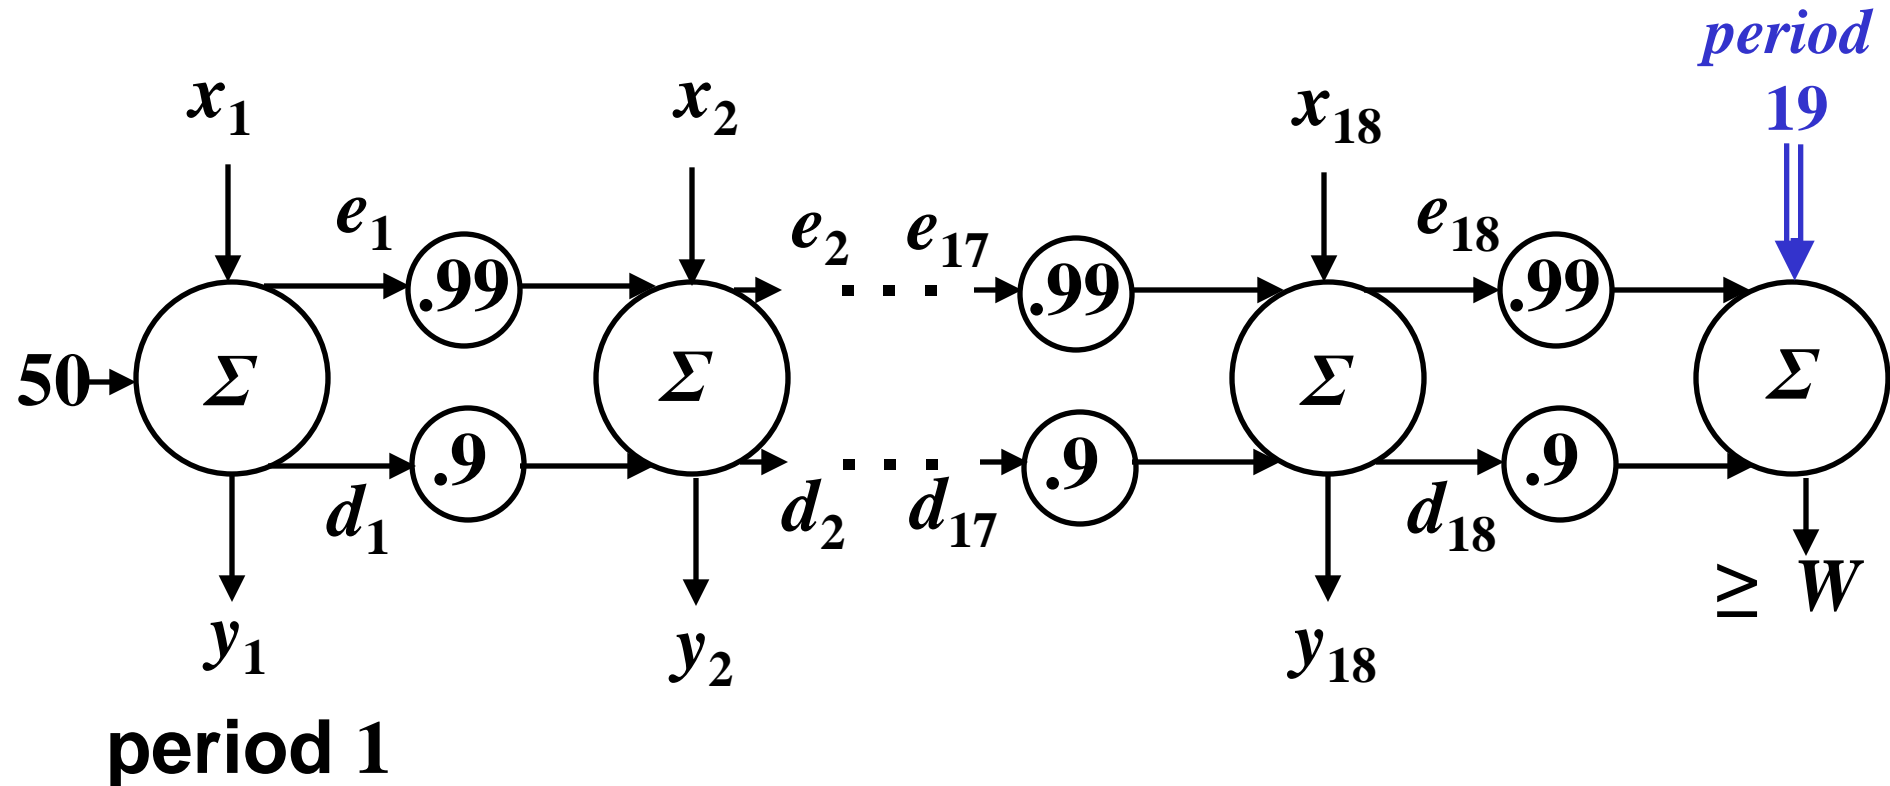 period
19
x₁
x₂
x₁₈
e₁
e₂
e₁₇
e₁₈
.99
.99
.99
50
Σ
Σ
Σ
Σ
.9
.9
.9
d₁
d₂
d₁₇
d₁₈
≥ W
y₁
y₂
y₁₈
period 1